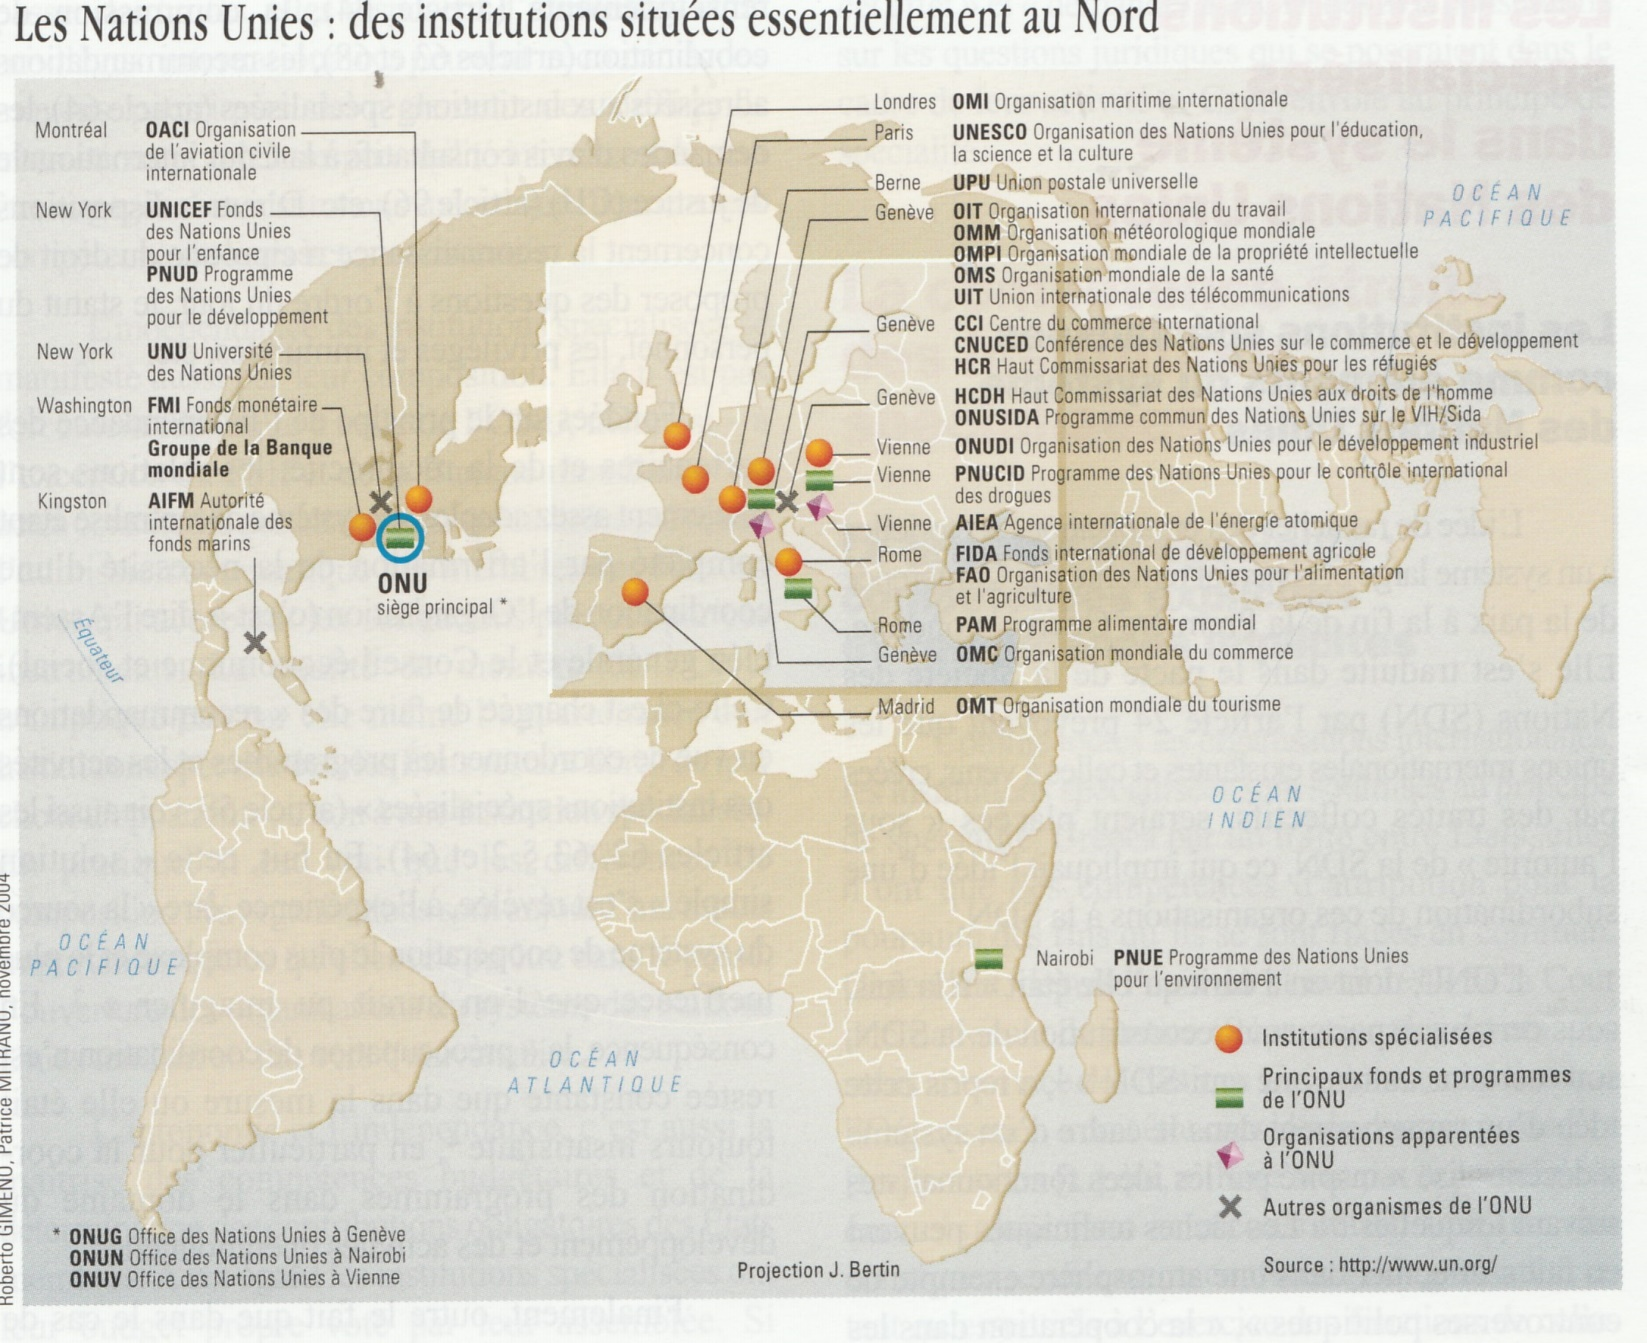 Les Nations Unies : des institutions situées essentiellement au Nord
Montréal
OACI Organisation
de l'aviation civile
internationale
New York
UNICEF Fonds
des Nations Unies
pour l'enfance
PNUD Programme
des Nations Unies
pour le développement
New York
UNU Université
des Nations Unies
Washington
FMI Fonds monétaire
international
Groupe de la Banque
mondiale
Kingston
AIFM Autorité
internationale des
fonds marins
ONU
siège principal *
Équateur
Londres OMI Organisation maritime internationale
Paris UNESCO Organisation des Nations Unies pour l'éducation,
la science et la culture
Berne UPU Union postale universelle
Genève OIT Organisation internationale du travail
OMM Organisation météorologique mondiale
OMPI Organisation mondiale de la propriété intellectuelle
OMS Organisation mondiale de la santé
UIT Union internationale des télécommunications
Genève CCI Centre du commerce international
CNUCED Conférence des Nations Unies sur le commerce et le développement
HCR Haut Commissariat des Nations Unies pour les réfugiés
Genève HCDH Haut Commissariat des Nations Unies aux droits de l'homme
ONUSIDA Programme commun des Nations Unies sur le VIH/Sida
Vienne ONUDI Organisation des Nations Unies pour le développement industriel
Vienne PNUCID Programme des Nations Unies pour le contrôle international
des drogues
Vienne AIEA Agence internationale de l'énergie atomique
Rome FIDA Fonds international de développement agricole
FAO Organisation des Nations Unies pour l'alimentation
et l'agriculture
Rome PAM Programme alimentaire mondial
Genève OMC Organisation mondiale du commerce
Madrid OMT Organisation mondiale du tourisme
OCÉAN
PACIFIQUE
OCÉAN
INDIEN
OCÉAN
PACIFIQUE
OCÉAN
ATLANTIQUE
Nairobi PNUE Programme des Nations Unies
pour l'environnement
Institutions spécialisées
Principaux fonds et programmes
de l'ONU
Organisations apparentées
à l'ONU
Autres organismes de l'ONU
* ONUG Office des Nations Unies à Genève
ONUN Office des Nations Unies à Nairobi
ONUV Office des Nations Unies à Vienne
Projection J. Bertin
Source : http://www.un.org/
Roberto GIMENO, Patrice MITRANO, novembre 2004